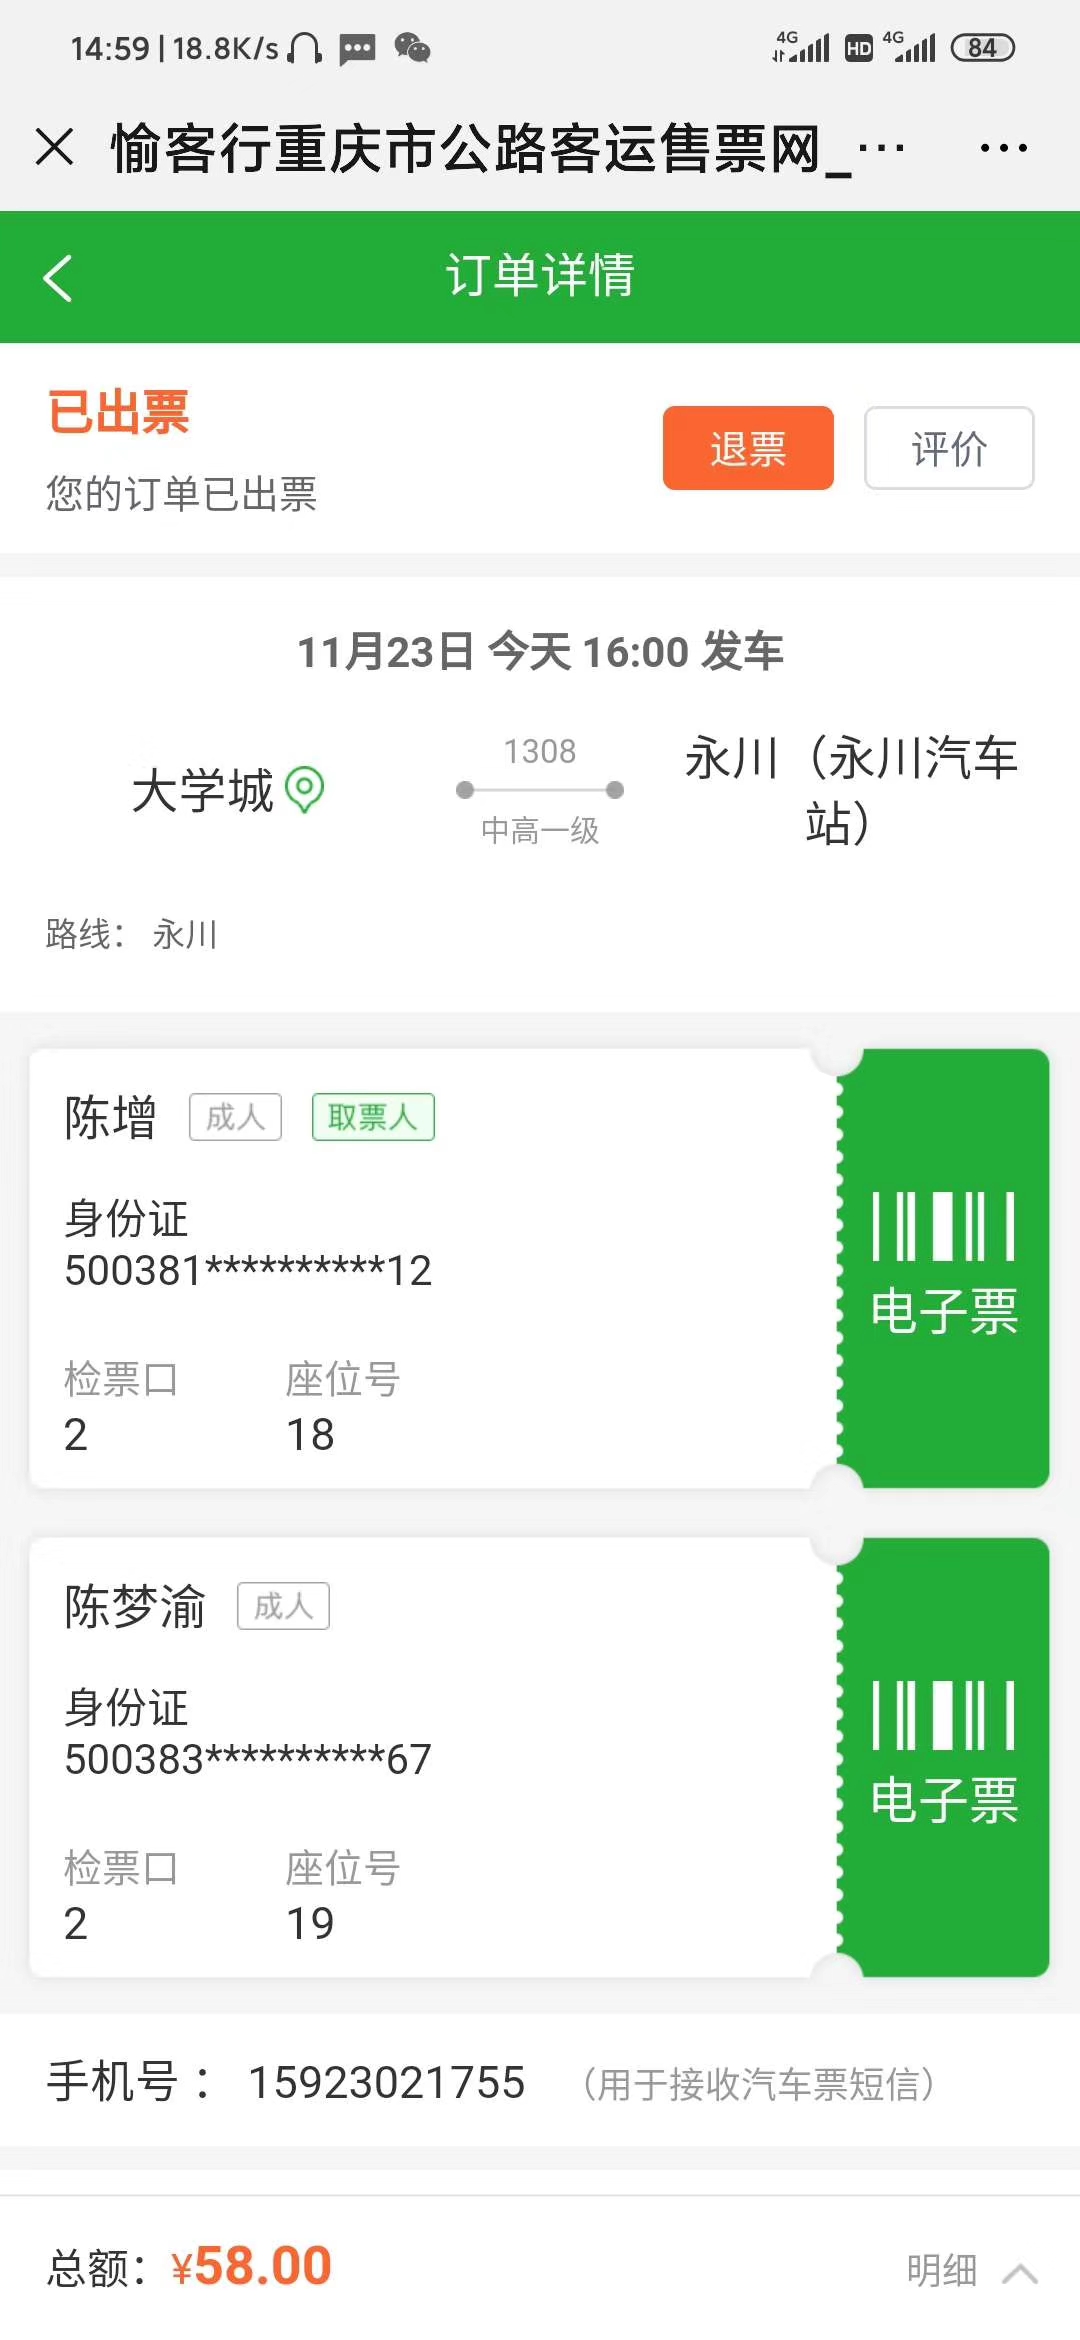 14:59 | 18.8K/s 4G HD 4G 84
愉客行重庆市公路客运售票网_… …
订单详情
已出票
您的订单已出票
退票 评价
11月23日 今天 16:00 发车
大学城
1308
中高一级
永川（永川汽车
站）
路线： 永川
陈增 成人 取票人
身份证
500381**********12
检票口 座位号
2 18
电子票
陈梦渝 成人
身份证
500383**********67
检票口 座位号
2 19
电子票
手机号： 15923021755 （用于接收汽车票短信）
总额： ¥58.00 明细